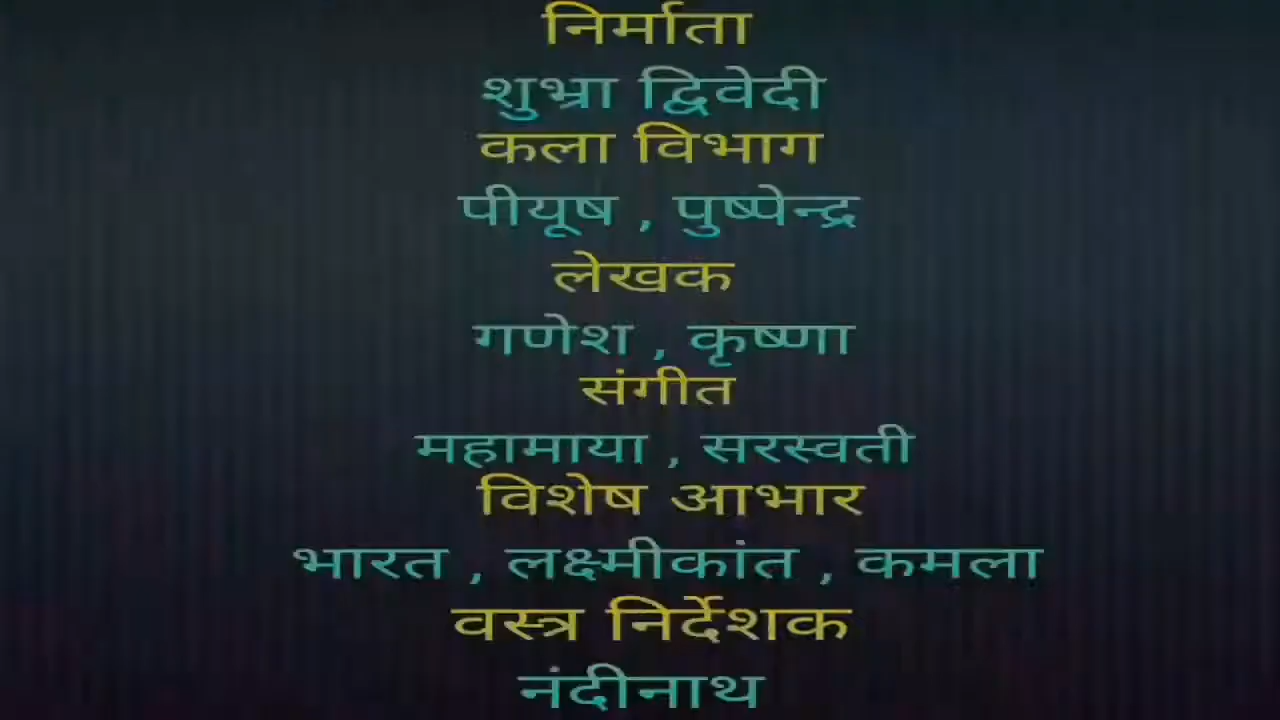 निर्माता
शुभ्रा द्विवेदी
कला विभाग
पीयूष , पुष्पेन्द्र
लेखक
गणेश , कृष्णा
संगीत
महामाया , सरस्वती
विशेष आभार
भारत , लक्ष्मीकांत , कमला
वस्त्र निर्देशक
नंदीनाथ